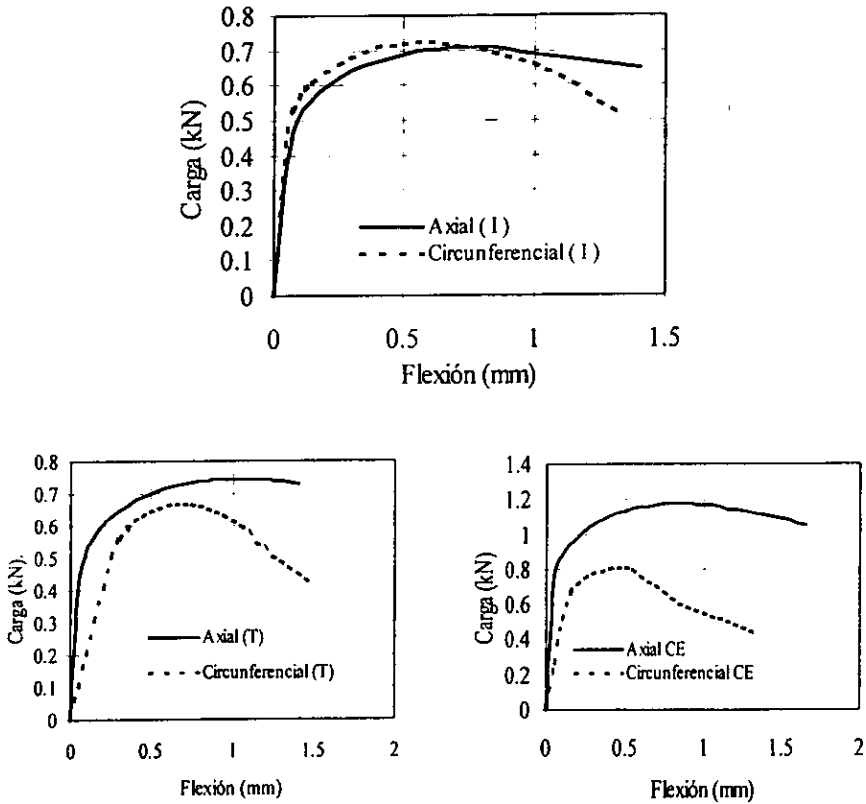 0.8
0.7
0.6
0.5
0.4
0.3
0.2
0.1
0
Carga (kN)
Axial ( I )
Circunferencial ( I )
0 0.5 1 1.5
Flexión (mm)
0.8
0.7
0.6
0.5
0.4
0.3
0.2
0.1
0
Carga (kN).
Axial (T)
Circunferencial (T)
0 0.5 1 1.5 2
Flexión (mm)
1.4
1.2
1
0.8
0.6
0.4
0.2
0
Carga (kN)
Axial CE
Circunferencial CE
0 0.5 1 1.5 2
Flexión (mm)